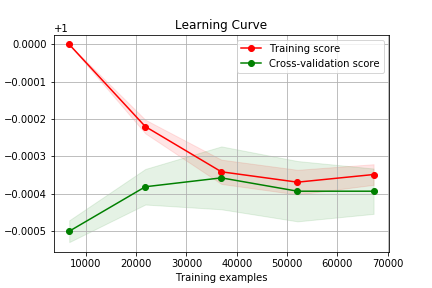 Learning Curve
+1
Training score
Cross-validation score
0.0000
−0.0001
−0.0002
−0.0003
−0.0004
−0.0005
10000 20000 30000 40000 50000 60000 70000
Training examples